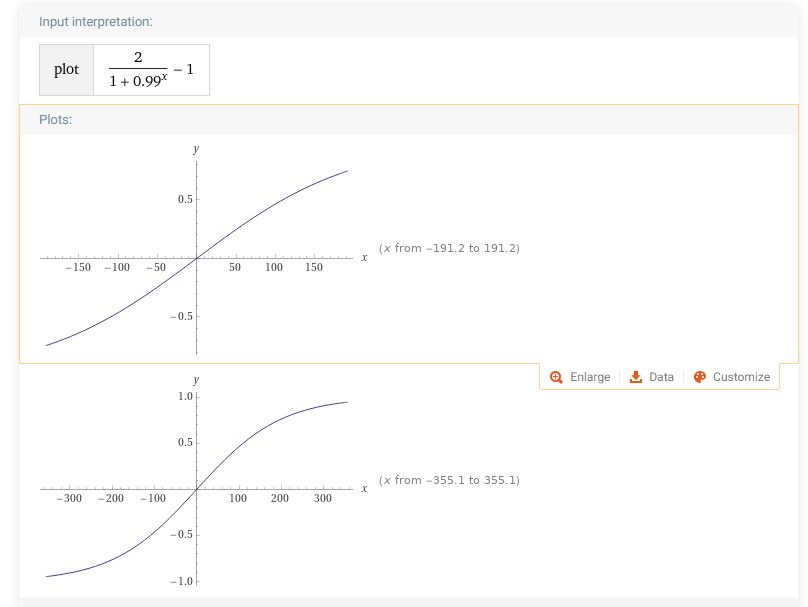 Input interpretation:
plot
2
1 + 0.99^x
− 1
Plots:
y
0.5
−150 −100 −50 50 100 150 x (x from −191.2 to 191.2)
−0.5
Enlarge Data Customize
y
1.0
0.5
−300 −200 −100 100 200 300 x (x from −355.1 to 355.1)
−0.5
−1.0